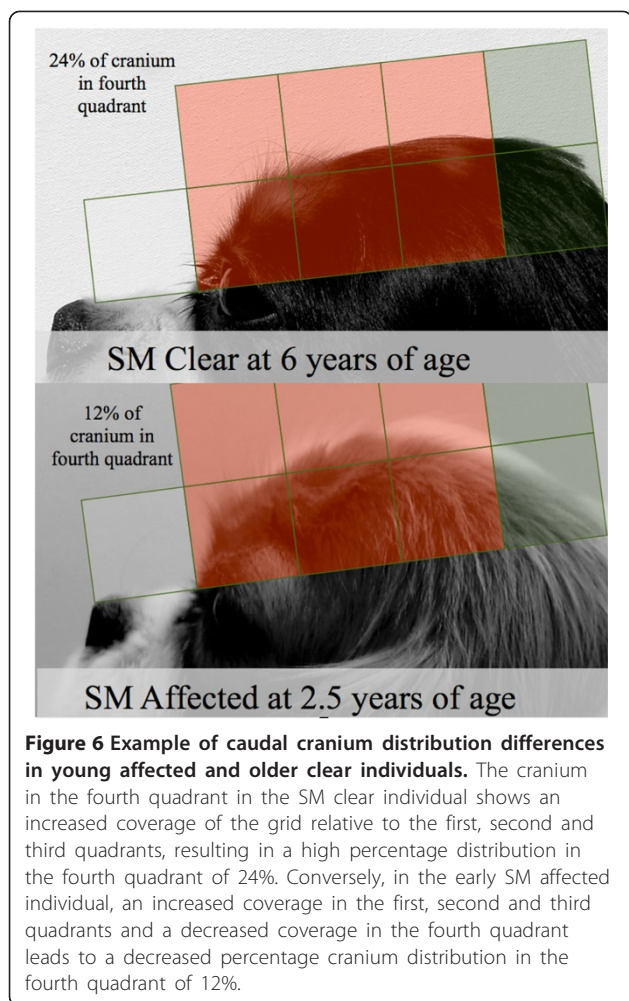 24% of cranium
in fourth
quadrant
SM Clear at 6 years of age
12% of
cranium in
fourth quadrant
SM Affected at 2.5 years of age
Figure 6 Example of caudal cranium distribution differences
in young affected and older clear individuals. The cranium
in the fourth quadrant in the SM clear individual shows an
increased coverage of the grid relative to the first, second and
third quadrants, resulting in a high percentage distribution in
the fourth quadrant of 24%. Conversely, in the early SM affected
individual, an increased coverage in the first, second and third
quadrants and a decreased coverage in the fourth quadrant
leads to a decreased percentage cranium distribution in the
fourth quadrant of 12%.